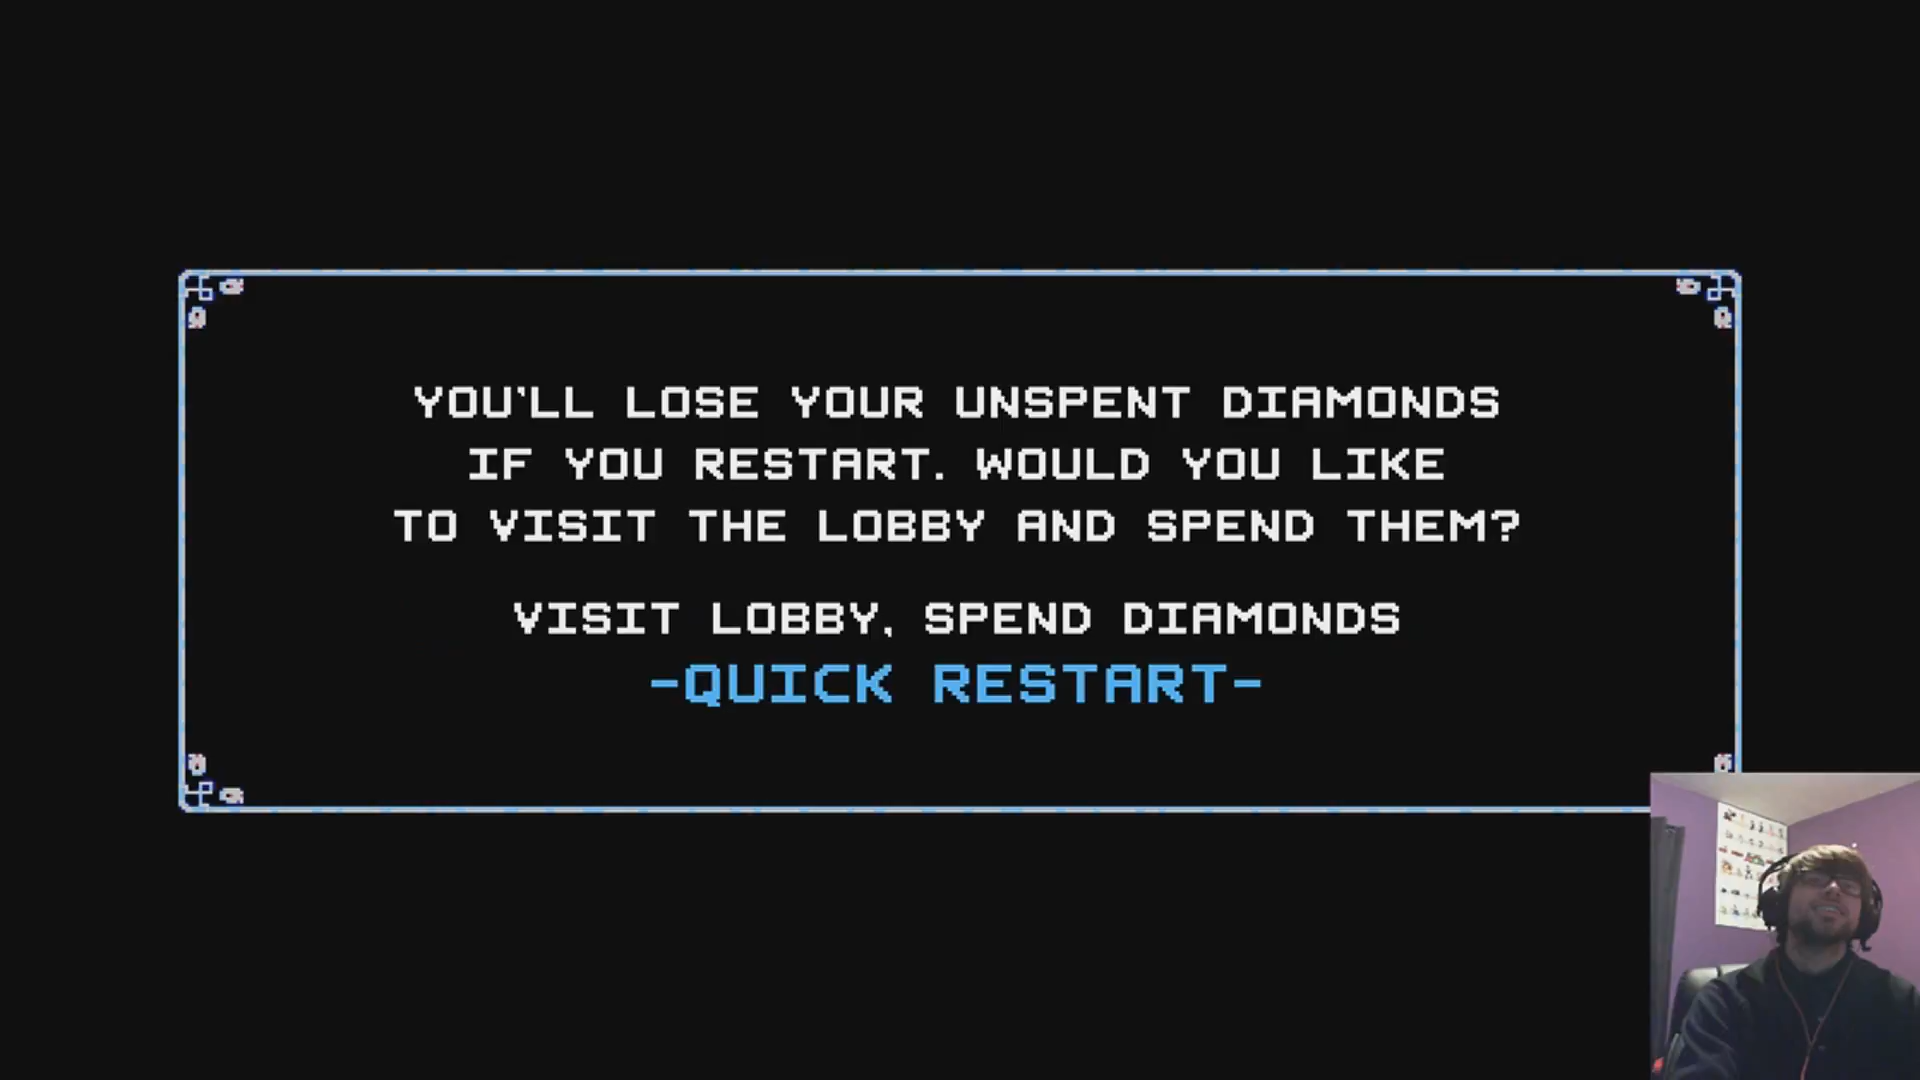 YOU'LL LOSE YOUR UNSPENT DIAMONDS
IF YOU RESTART. WOULD YOU LIKE
TO VISIT THE LOBBY AND SPEND THEM?
VISIT LOBBY, SPEND DIAMONDS
-QUICK RESTART-